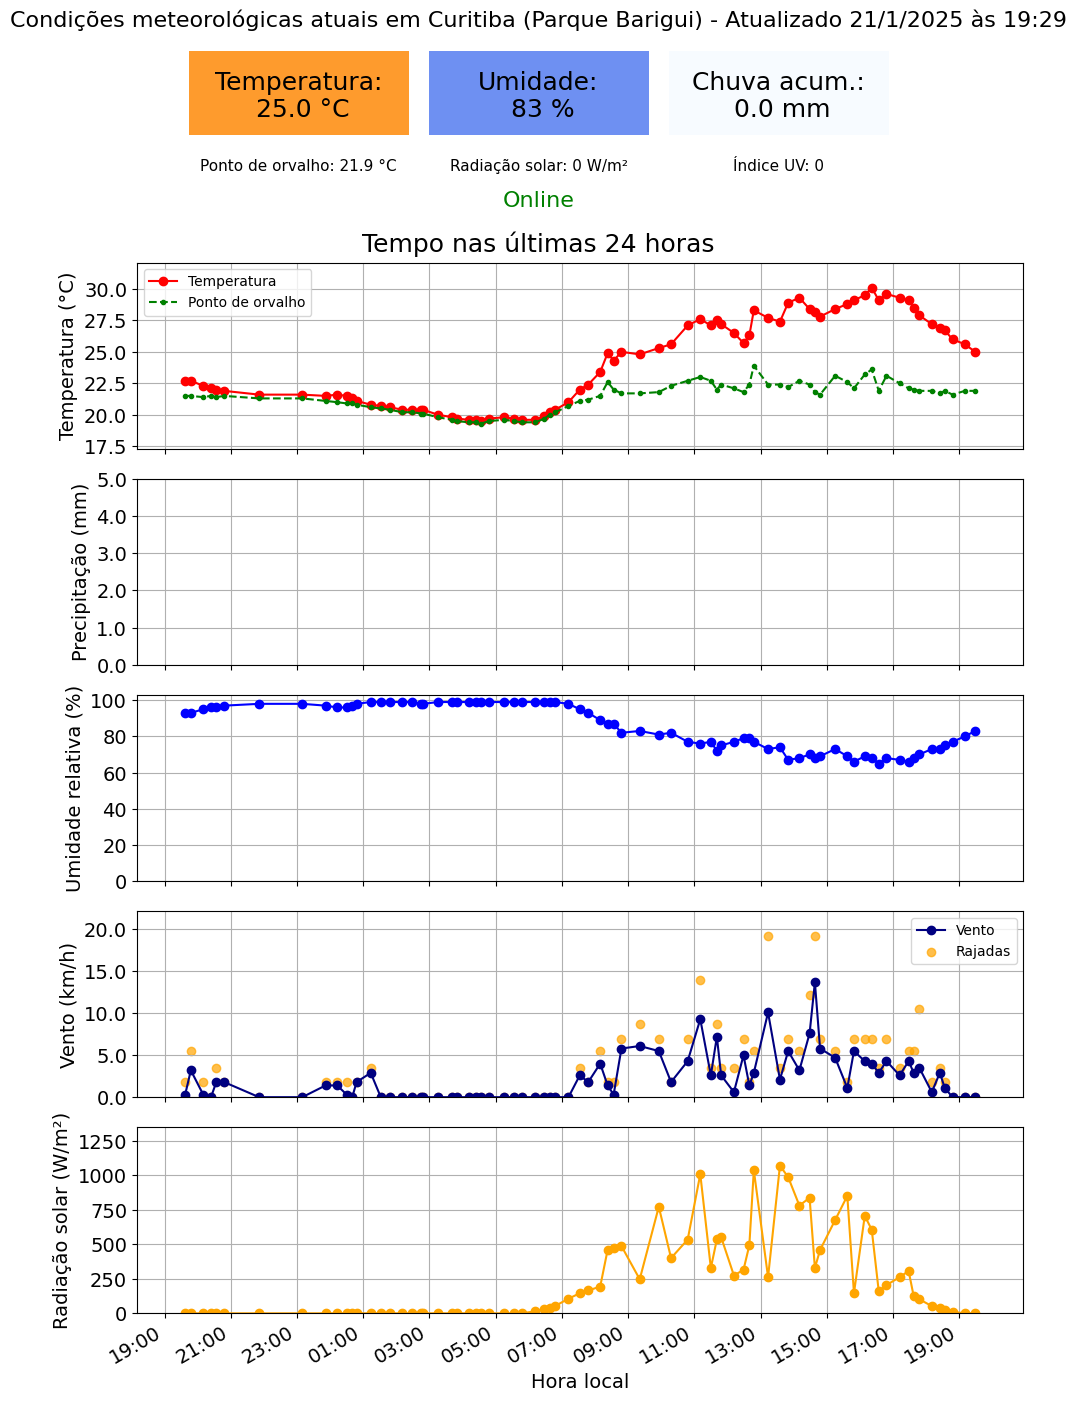 Condições meteorológicas atuais em Curitiba (Parque Barigui) - Atualizado 21/1/2025 às 19:29
Temperatura:
25.0 °C
Umidade:
83 %
Chuva acum.:
0.0 mm
Ponto de orvalho: 21.9 °C
Radiação solar: 0 W/m²
Índice UV: 0
Online
Tempo nas últimas 24 horas
Temperatura (°C)
30.0
27.5
25.0
22.5
20.0
17.5
Temperatura
Ponto de orvalho
Precipitação (mm)
5.0
4.0
3.0
2.0
1.0
0.0
Umidade relativa (%)
100
80
60
40
20
0
Vento (km/h)
20.0
15.0
10.0
5.0
0.0
Vento
Rajadas
Radiação solar (W/m²)
1250
1000
750
500
250
0
19:00 21:00 23:00 01:00 03:00 05:00 07:00 09:00 11:00 13:00 15:00 17:00 19:00
Hora local